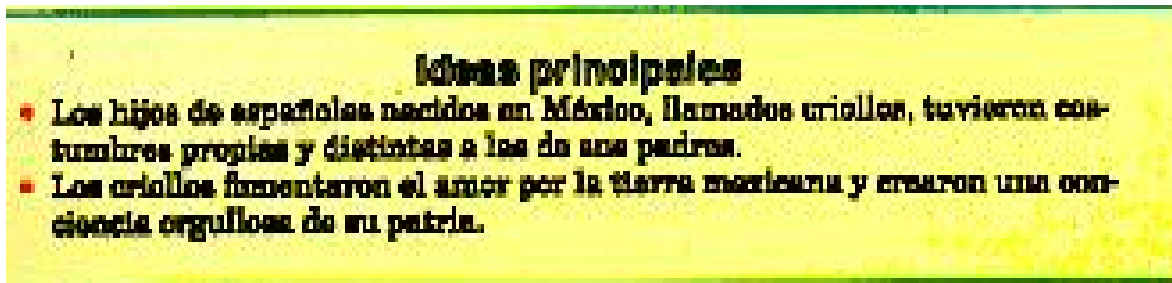 Ideas principales
• Los hijos de españoles nacidos en México, llamados criollos, tuvieron cos-
tumbres propias y distintas a las de sus padres.
• Los criollos fomentaron el amor por la tierra mexicana y crearon una con-
ciencia orgullosa de su patria.